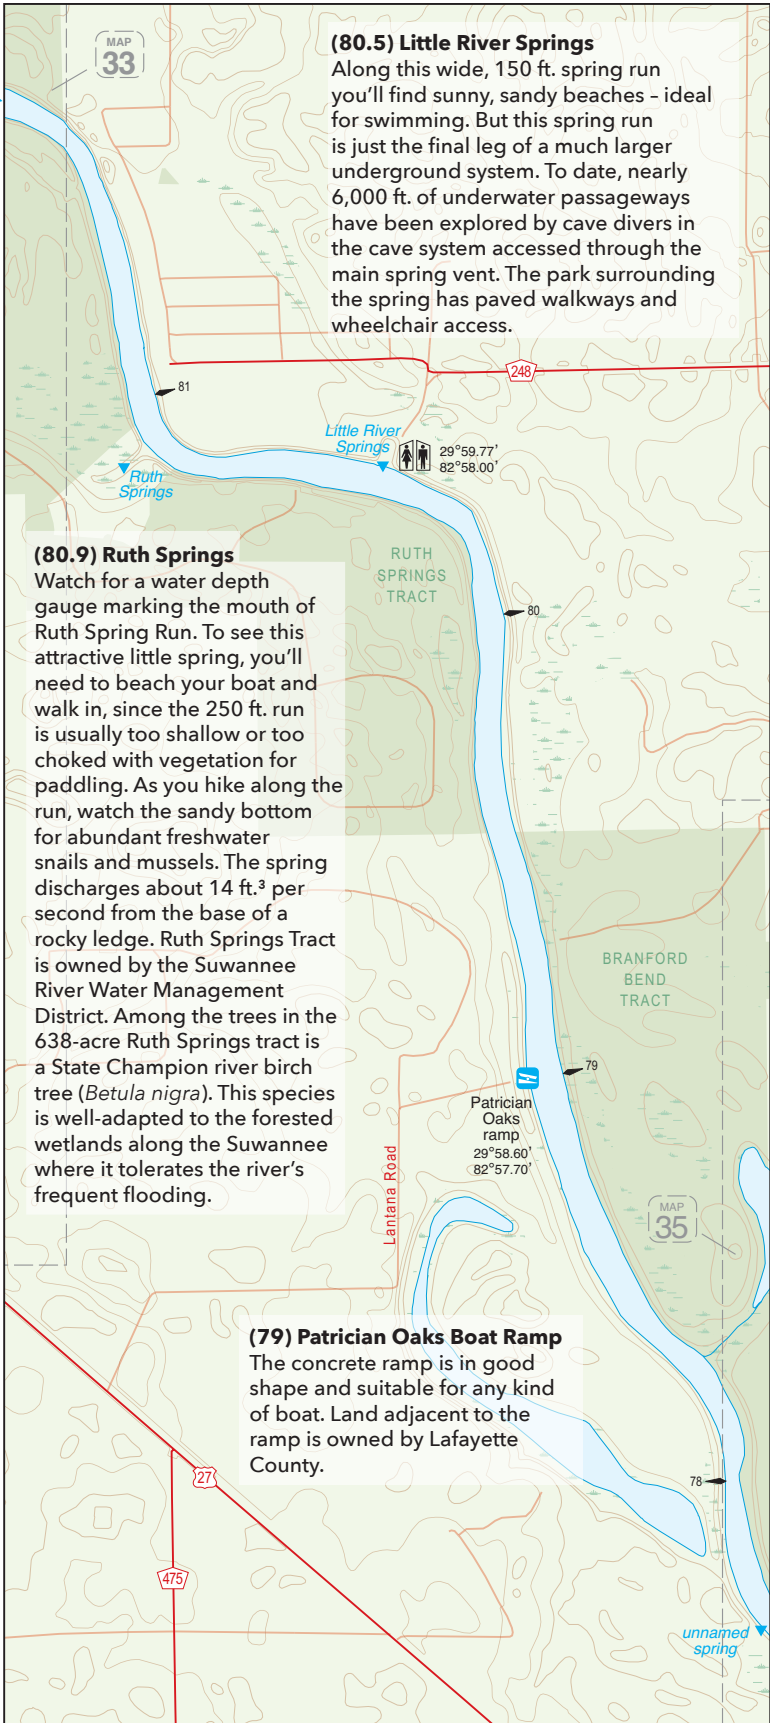 MAP
33
(80.5) Little River Springs
Along this wide, 150 ft. spring run
you'll find sunny, sandy beaches – ideal
for swimming. But this spring run
is just the final leg of a much larger
underground system. To date, nearly
6,000 ft. of underwater passageways
have been explored by cave divers in
the cave system accessed through the
main spring vent. The park surrounding
the spring has paved walkways and
wheelchair access.
248
81
Little River
Springs
29°59.77'
82°58.00'
Ruth
Springs
(80.9) Ruth Springs
Watch for a water depth
gauge marking the mouth of
Ruth Spring Run. To see this
attractive little spring, you'll
need to beach your boat and
walk in, since the 250 ft. run
is usually too shallow or too
choked with vegetation for
paddling. As you hike along the
run, watch the sandy bottom
for abundant freshwater
snails and mussels. The spring
discharges about 14 ft.³ per
second from the base of a
rocky ledge. Ruth Springs Tract
is owned by the Suwannee
River Water Management
District. Among the trees in the
638-acre Ruth Springs tract is
a State Champion river birch
tree (Betula nigra). This species
is well-adapted to the forested
wetlands along the Suwannee
where it tolerates the river's
frequent flooding.
RUTH
SPRINGS
TRACT
80
BRANFORD
BEND
TRACT
79
Patrician
Oaks
ramp
29°58.60'
82°57.70'
Lantana Road
MAP
35
(79) Patrician Oaks Boat Ramp
The concrete ramp is in good
shape and suitable for any kind
of boat. Land adjacent to the
ramp is owned by Lafayette
County.
27
78
475
unnamed
spring